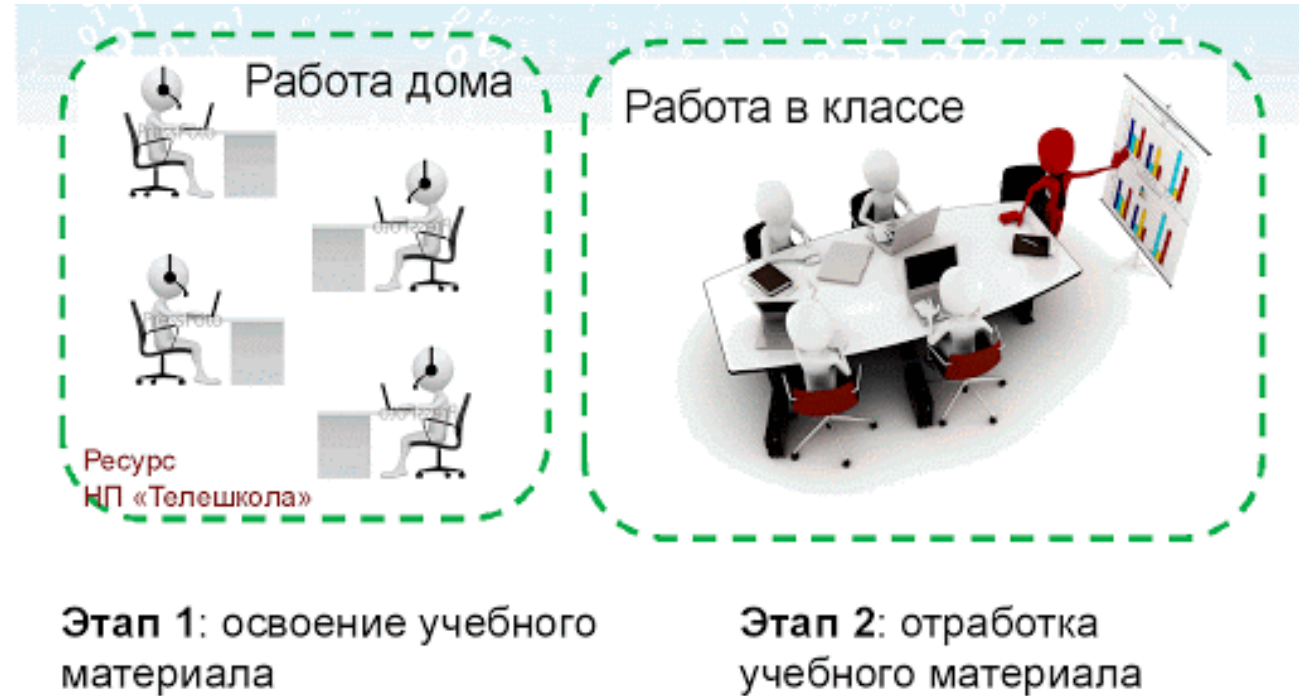 Работа дома
Ресурс
НП «Телешкола»
Работа в классе
Этап 1: освоение учебного
материала
Этап 2: отработка
учебного материала